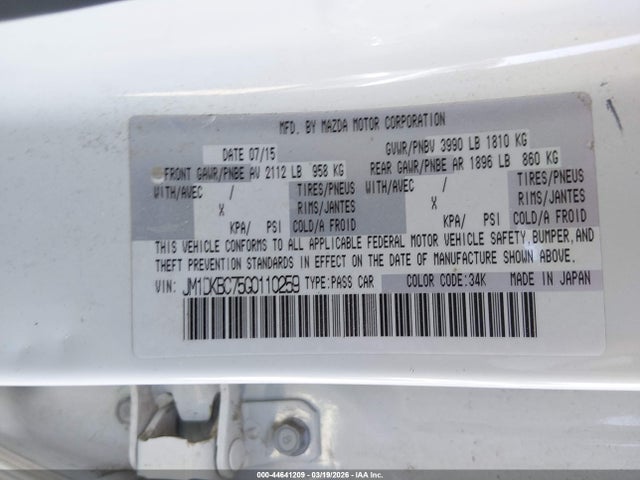 MFD. BY MAZDA MOTOR CORPORATION
DATE 07/15 GVWR/PNBV 3990 LB 1810 KG
FRONT GAWR/PNBE AV 2112 LB 958 KG REAR GAWR/PNBE AR 1896 LB 860 KG
WITH/AVEC / TIRES/PNEUS WITH/AVEC / TIRES/PNEUS
X RIMS/JANTES X RIMS/JANTES
KPA/ PSI COLD/A FROID KPA/ PSI COLD/A FROID
THIS VEHICLE CONFORMS TO ALL APPLICABLE FEDERAL MOTOR VEHICLE SAFETY, BUMPER, AND
THEFT PREVENTION STANDARDS IN EFFECT ON THE DATE OF MANUFACTURE SHOWN ABOVE.
VIN: JM1DKBC75G0110259 TYPE:PASS CAR COLOR CODE:34K MADE IN JAPAN
000-44641209 - 03/19/2026 - IAAI.COM